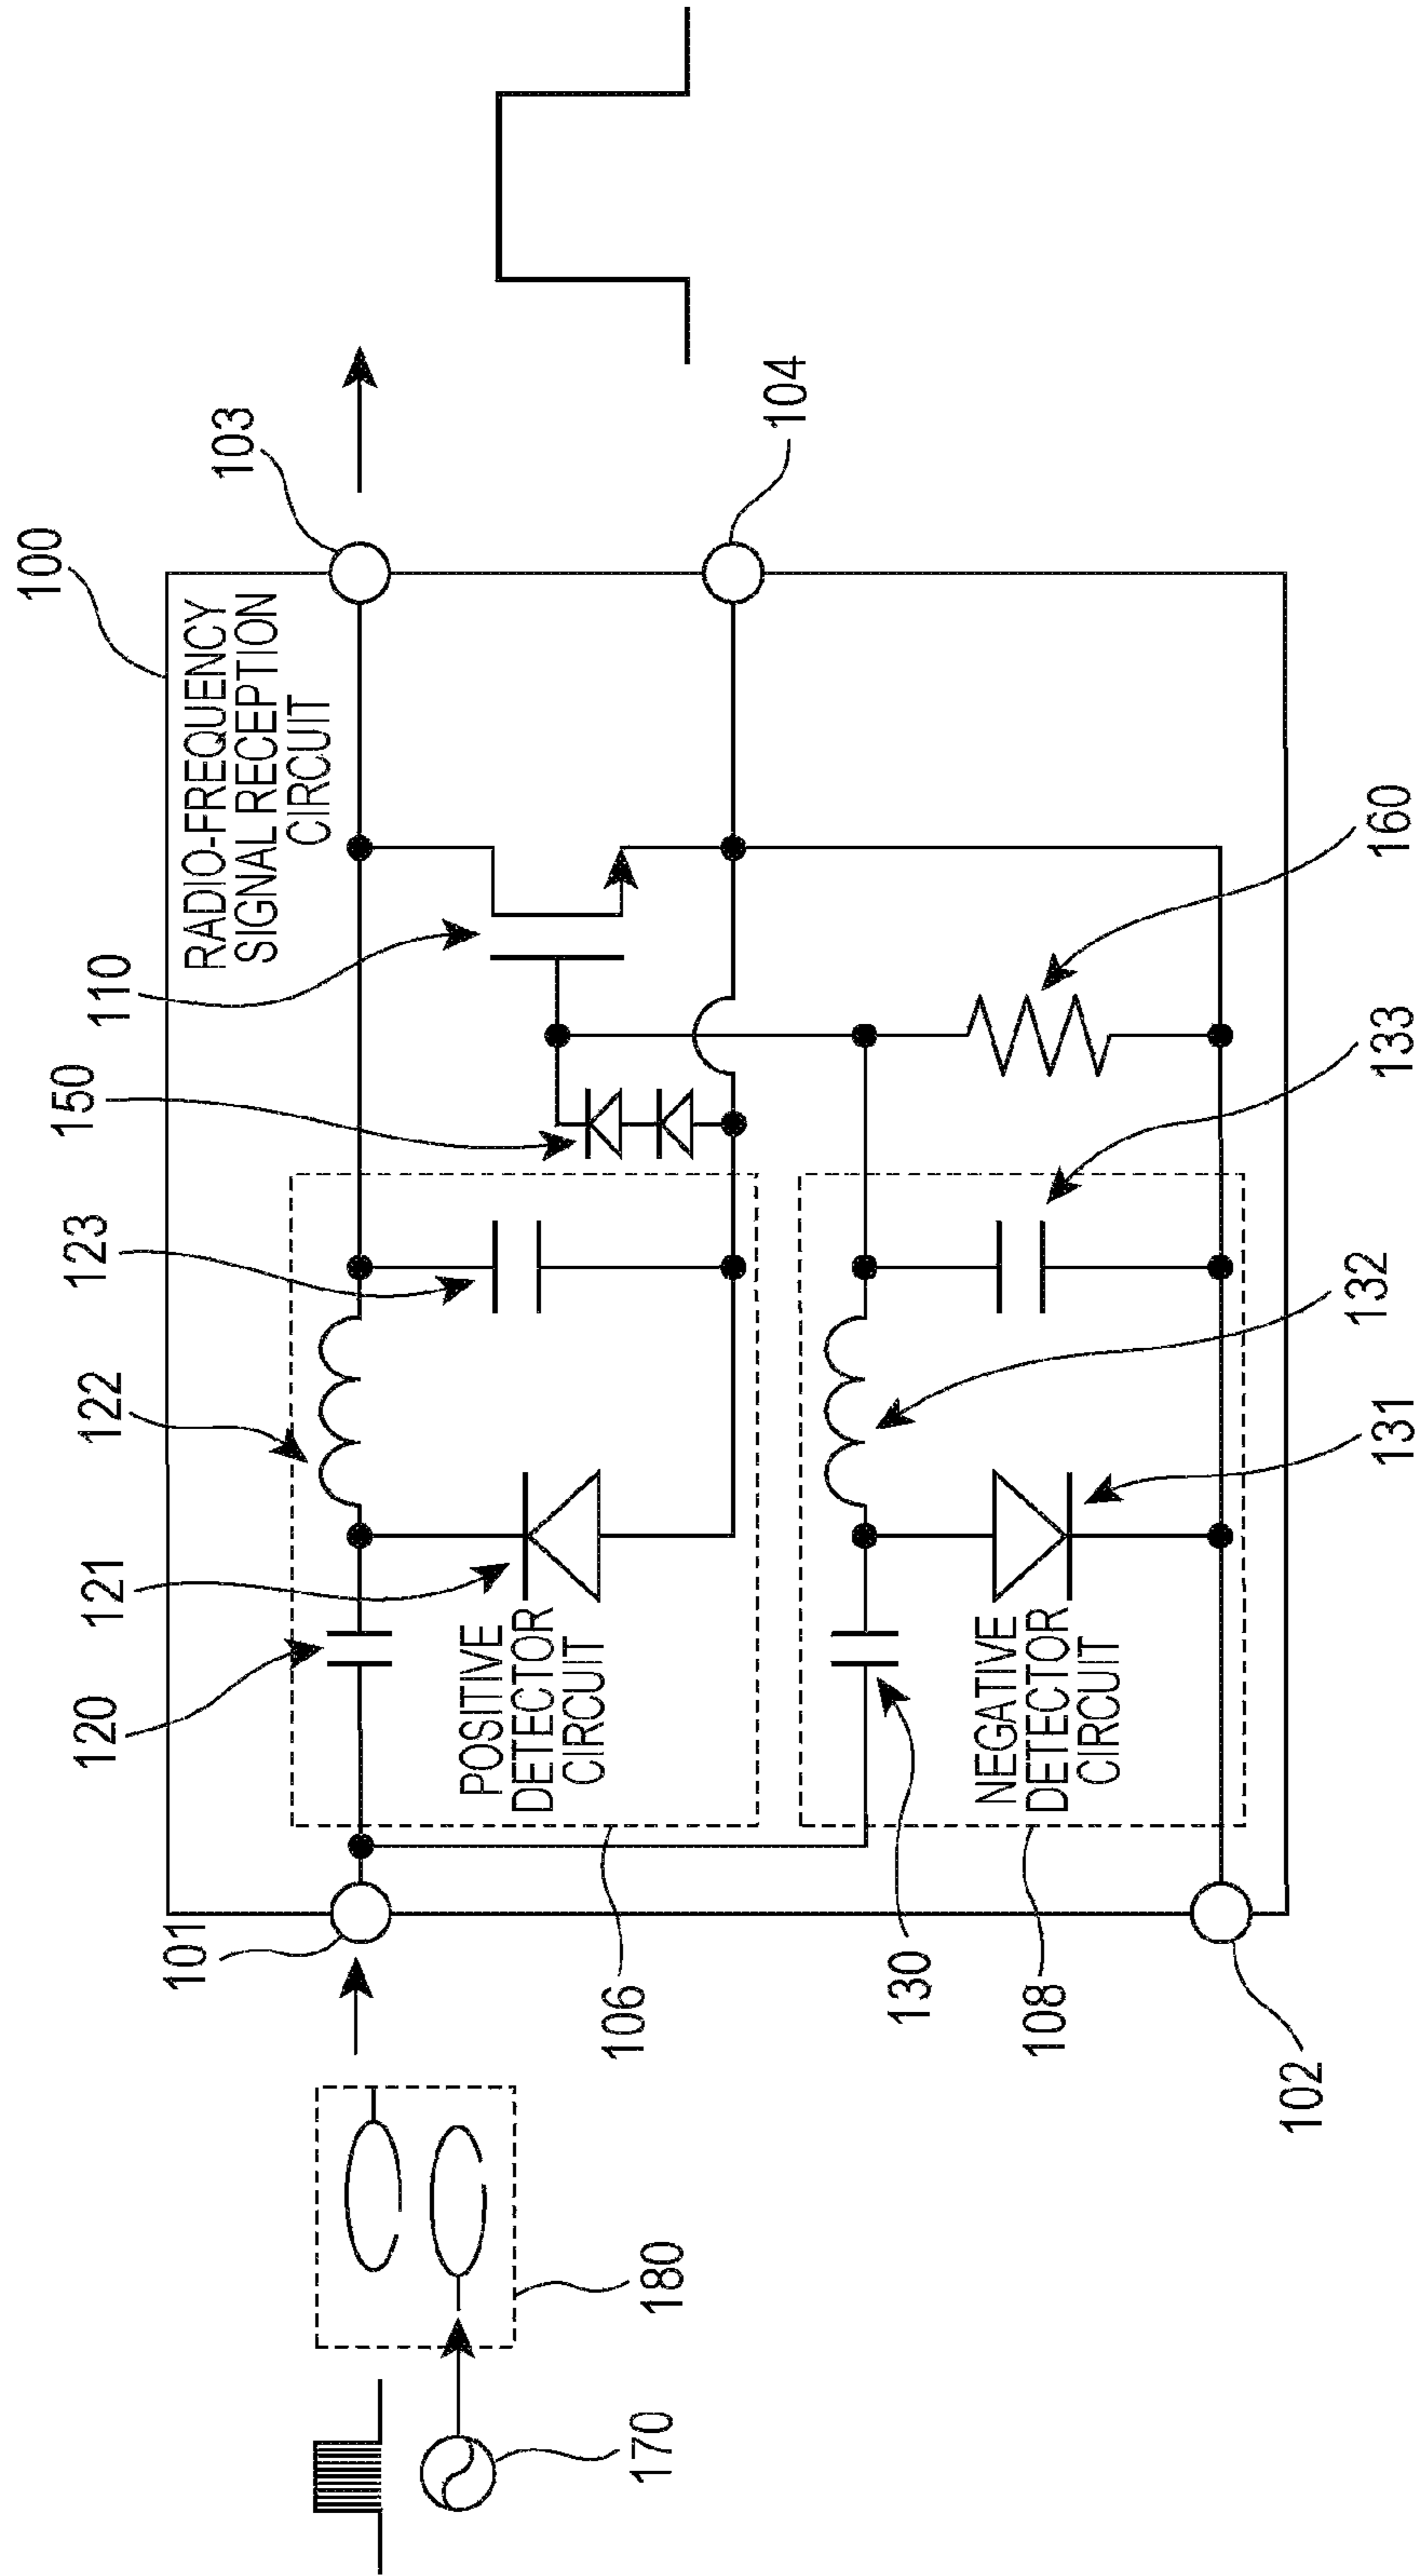 100
RADIO-FREQUENCY
SIGNAL RECEPTION
CIRCUIT
120
121
122
123
150
110
103
101
POSITIVE
DETECTOR
CIRCUIT
104
170
180
106
130
NEGATIVE
DETECTOR
CIRCUIT
108
102
131
132
133
160